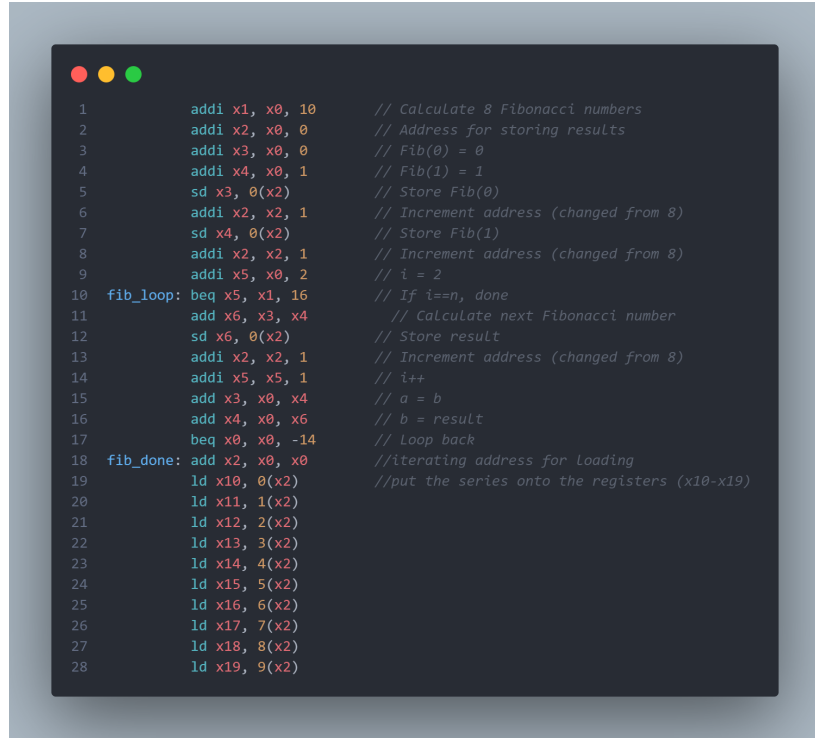 1 addi x1, x0, 10 // Calculate 8 Fibonacci numbers
2 addi x2, x0, 0 // Address for storing results
3 addi x3, x0, 0 // Fib(0) = 0
4 addi x4, x0, 1 // Fib(1) = 1
5 sd x3, 0(x2) // Store Fib(0)
6 addi x2, x2, 1 // Increment address (changed from 8)
7 sd x4, 0(x2) // Store Fib(1)
8 addi x2, x2, 1 // Increment address (changed from 8)
9 addi x5, x0, 2 // i = 2
10 fib_loop: beq x5, x1, 16 // If i==n, done
11 add x6, x3, x4 // Calculate next Fibonacci number
12 sd x6, 0(x2) // Store result
13 addi x2, x2, 1 // Increment address (changed from 8)
14 addi x5, x5, 1 // i++
15 add x3, x0, x4 // a = b
16 add x4, x0, x6 // b = result
17 beq x0, x0, -14 // Loop back
18 fib_done: add x2, x0, x0 //iterating address for loading
19 ld x10, 0(x2) //put the series onto the registers (x10-x19)
20 ld x11, 1(x2)
21 ld x12, 2(x2)
22 ld x13, 3(x2)
23 ld x14, 4(x2)
24 ld x15, 5(x2)
25 ld x16, 6(x2)
26 ld x17, 7(x2)
27 ld x18, 8(x2)
28 ld x19, 9(x2)